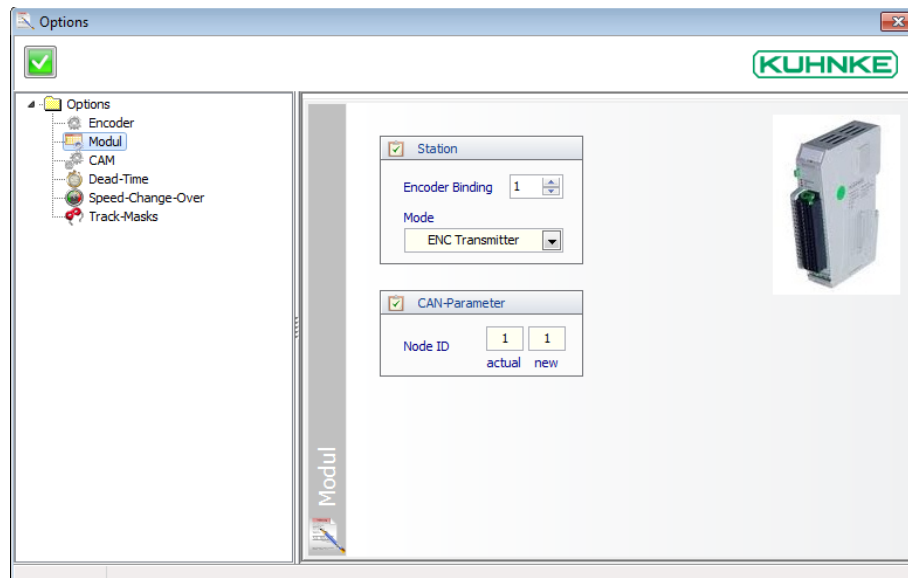 Options
KUHNKE
Options
Encoder
Modul
CAM
Dead-Time
Speed-Change-Over
Track-Masks
Station
Encoder Binding 1
Mode
ENC Transmitter
CAN-Parameter
Node ID 1 1
actual new
Modul